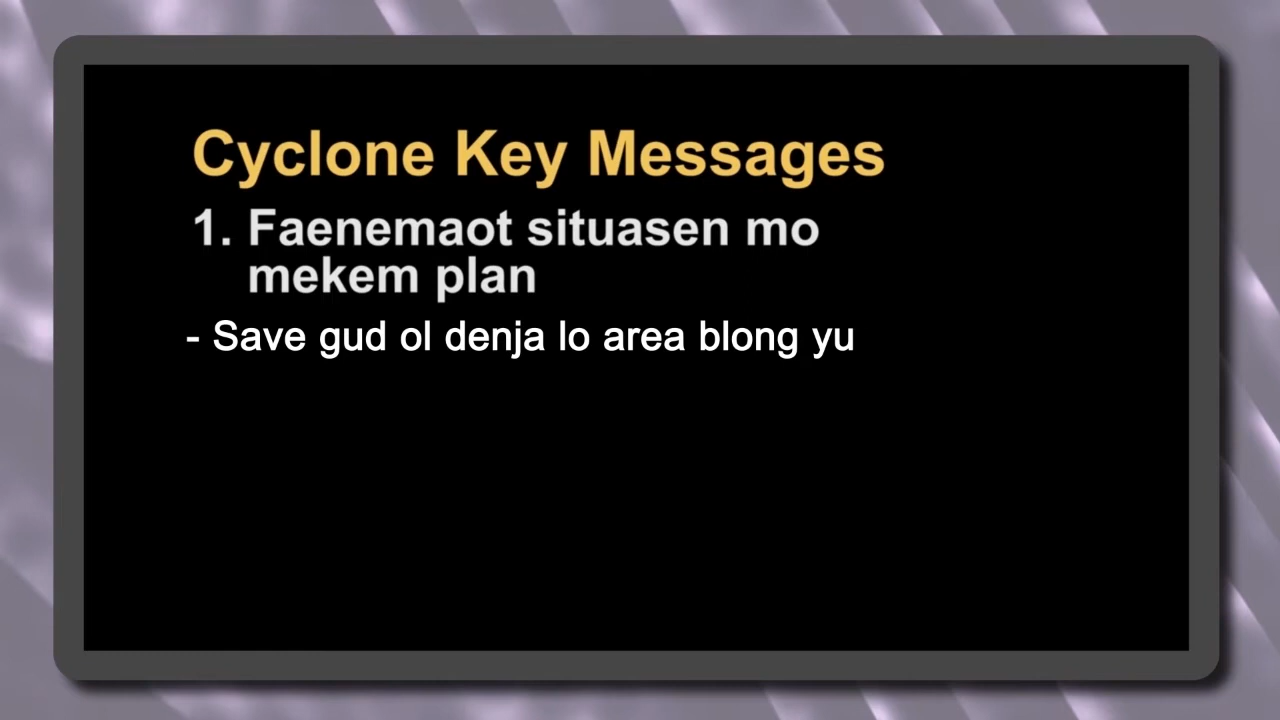 Cyclone Key Messages
1. Faenemaot situasen mo
mekem plan
- Save gud ol denja lo area blong yu